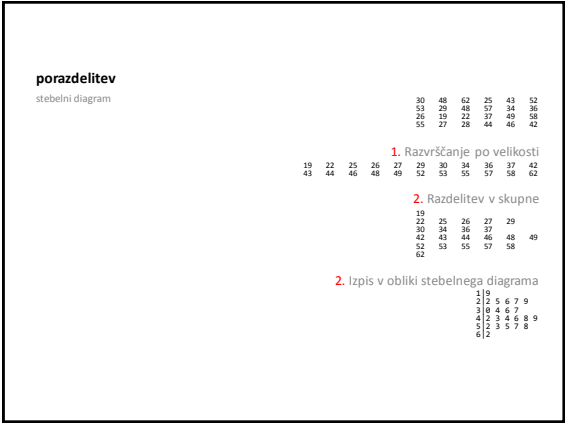 porazdelitev
stebelni diagram
30 48 62 25 43 52
53 29 48 57 34 36
26 19 22 37 49 58
55 27 28 44 46 42
1. Razvrščanje po velikosti
19 22 25 26 27 29 30 34 36 37 42
43 44 46 48 49 52 53 55 57 58 62
2. Razdelitev v skupne
19
22 25 26 27 29
30 34 36 37
42 43 44 46 48 49
52 53 55 57 58
62
2. Izpis v obliki stebelnega diagrama
1|9
2|2 5 6 7 9
3|0 4 6 7
4|2 3 4 6 8 9
5|2 3 5 7 8
6|2